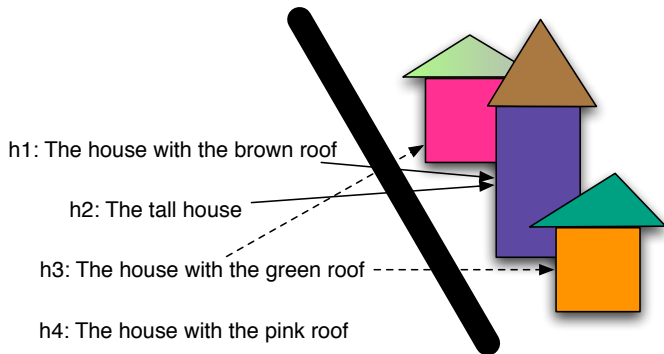 h1: The house with the brown roof
h2: The tall house
h3: The house with the green roof
h4: The house with the pink roof